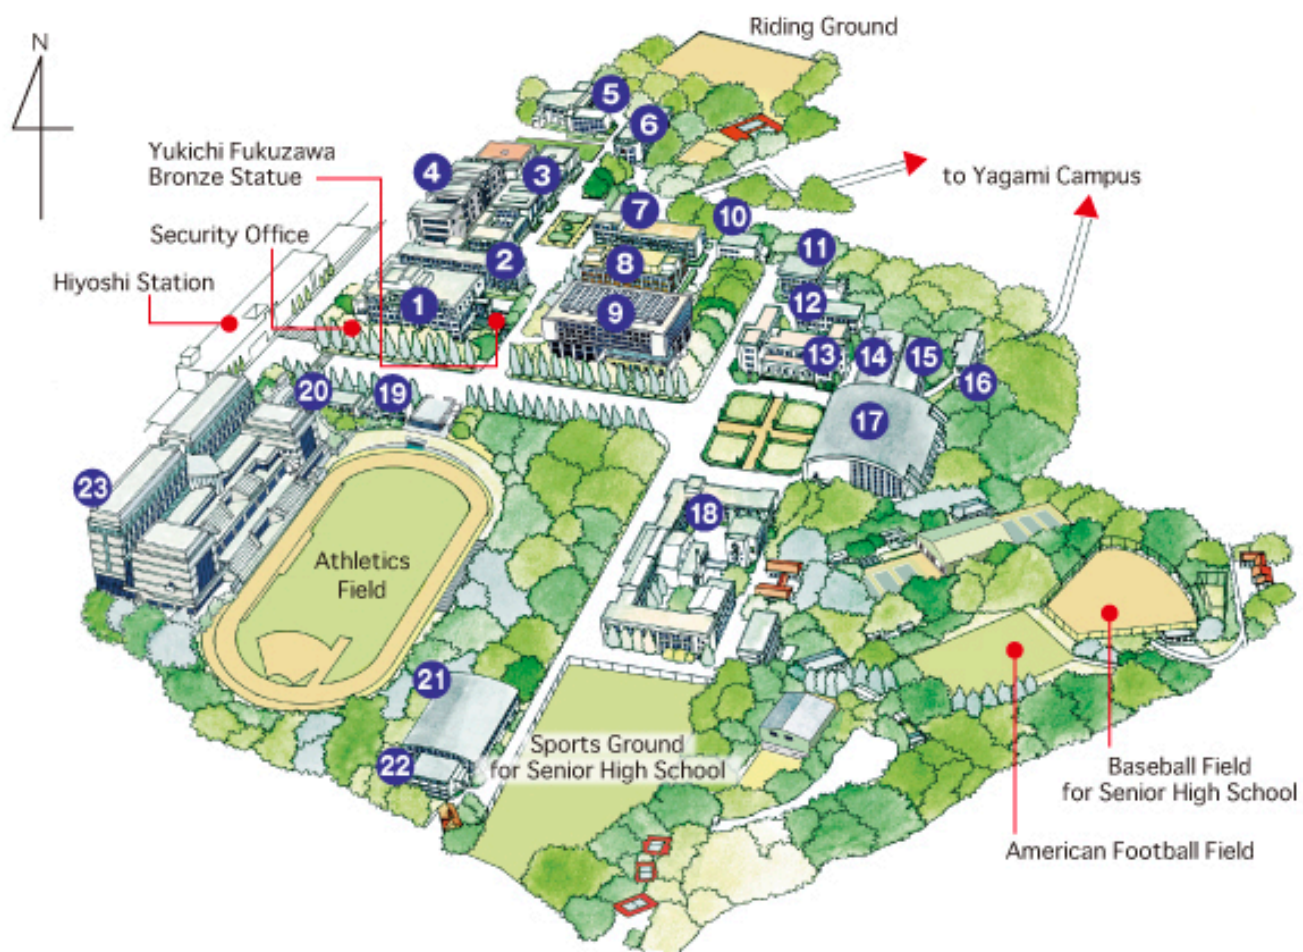 Riding Ground
N
5
6
Yukichi Fukuzawa
Bronze Statue
4
3
to Yagami Campus
7
10
Security Office
11
2
8
Hiyoshi Station
1
9
12
13
14
15
16
20
19
17
23
18
Athletics
Field
21
22
Sports Ground
for Senior High School
Baseball Field
for Senior High School
American Football Field